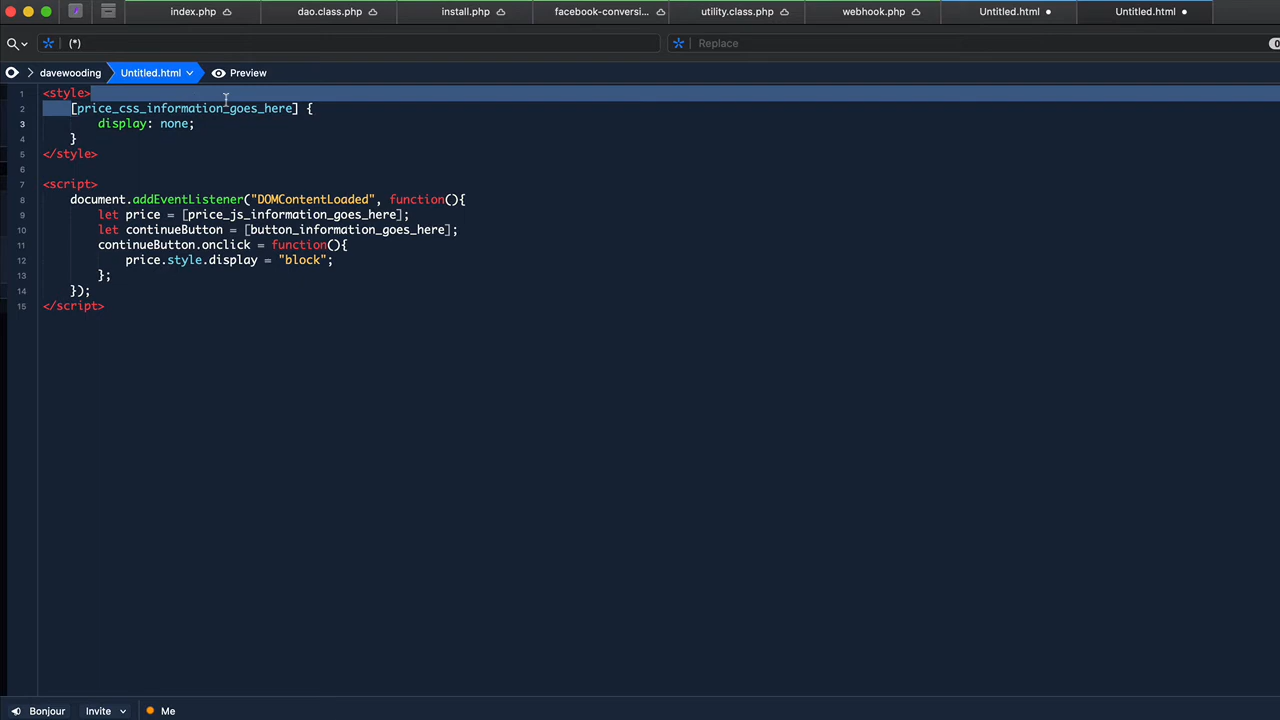 index.php
dao.class.php
install.php
facebook-conversi...
utility.class.php
webhook.php
Untitled.html
Untitled.html
(*)
Replace
davewooding
Untitled.html
Preview
1 <style>
2 [price_css_information_goes_here] {
3 display: none;
4 }
5 </style>
6
7 <script>
8 document.addEventListener("DOMContentLoaded", function(){
9 let price = [price_js_information_goes_here];
10 let continueButton = [button_information_goes_here];
11 continueButton.onclick = function(){
12 price.style.display = "block";
13 };
14 });
15 </script>
Bonjour
Invite
Me